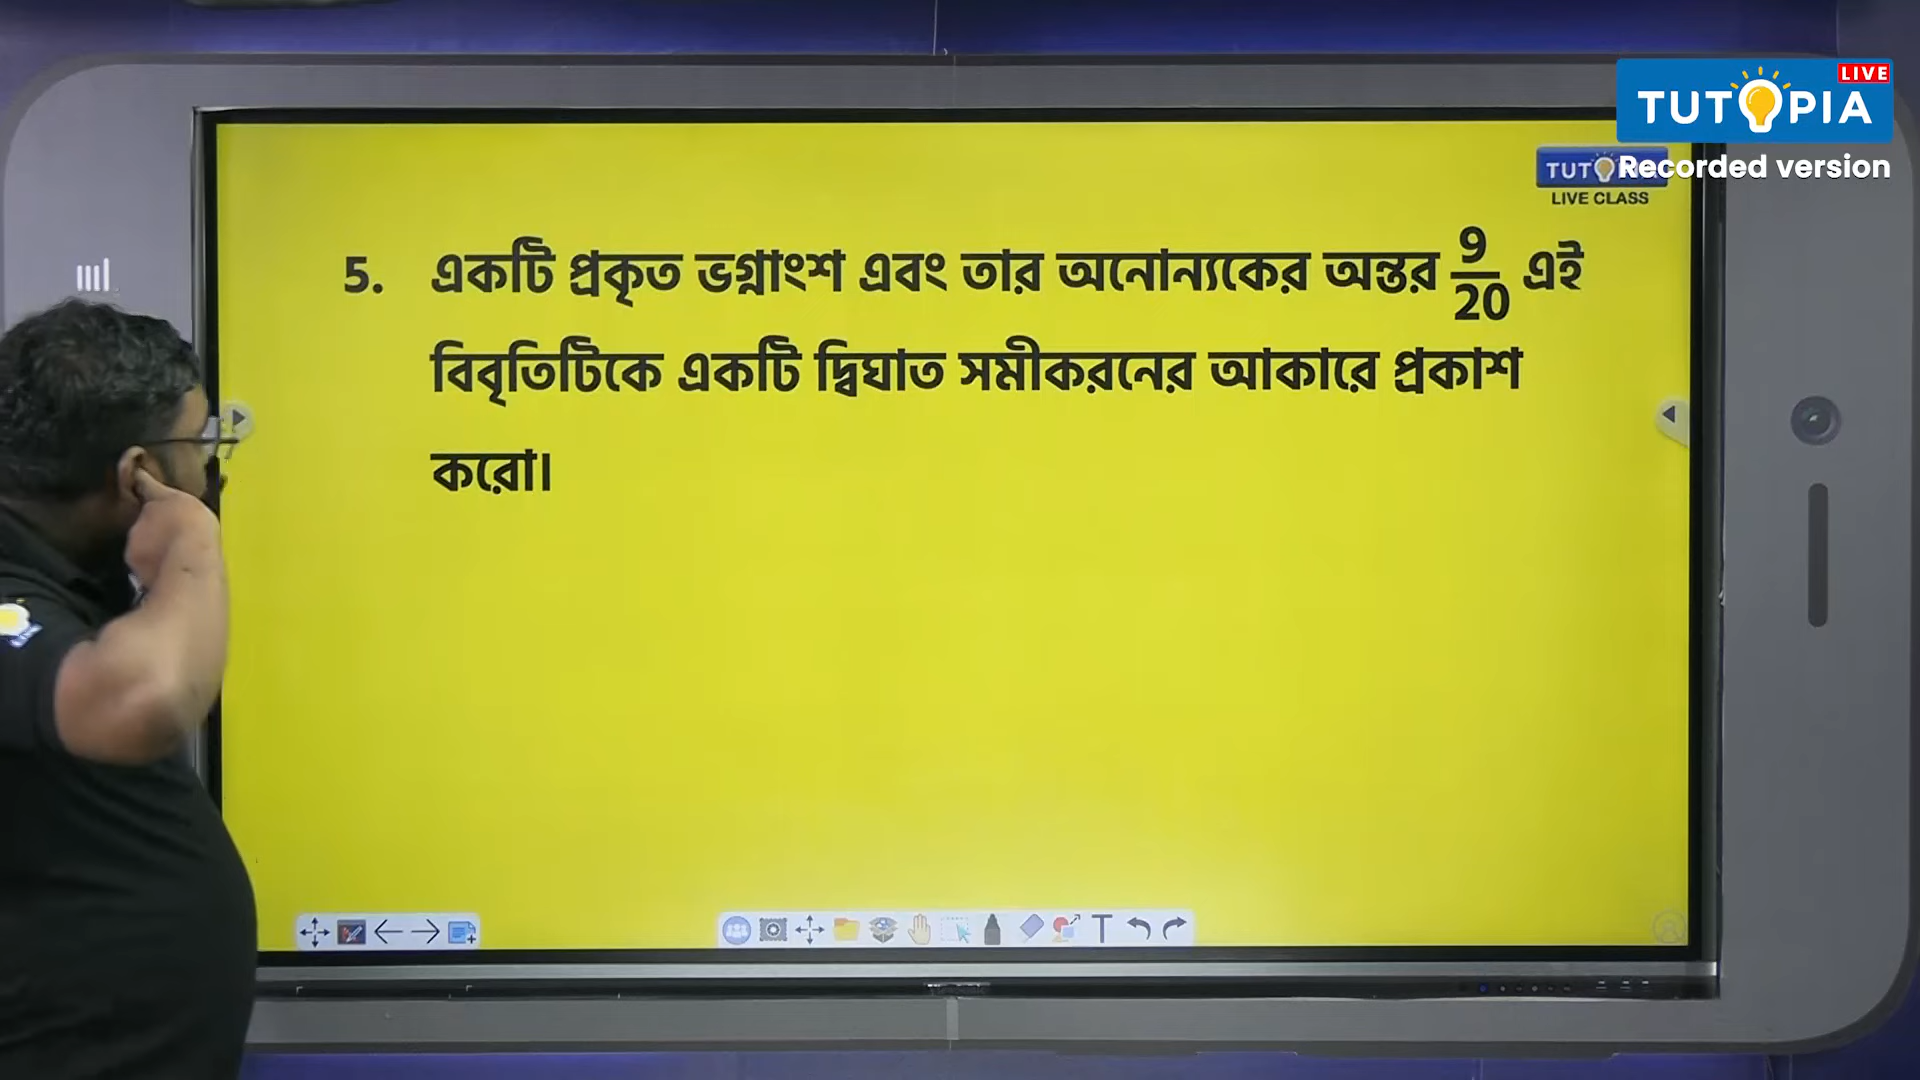 LIVE
TUTOPIA
Recorded version
LIVE CLASS
5. একটি প্রকৃত ভগ্নাংশ এবং তার অনোন্যকের অন্তর 9/20 এই
বিবৃতিটিকে একটি দ্বিঘাত সমীকরনের আকারে প্রকাশ
করো।